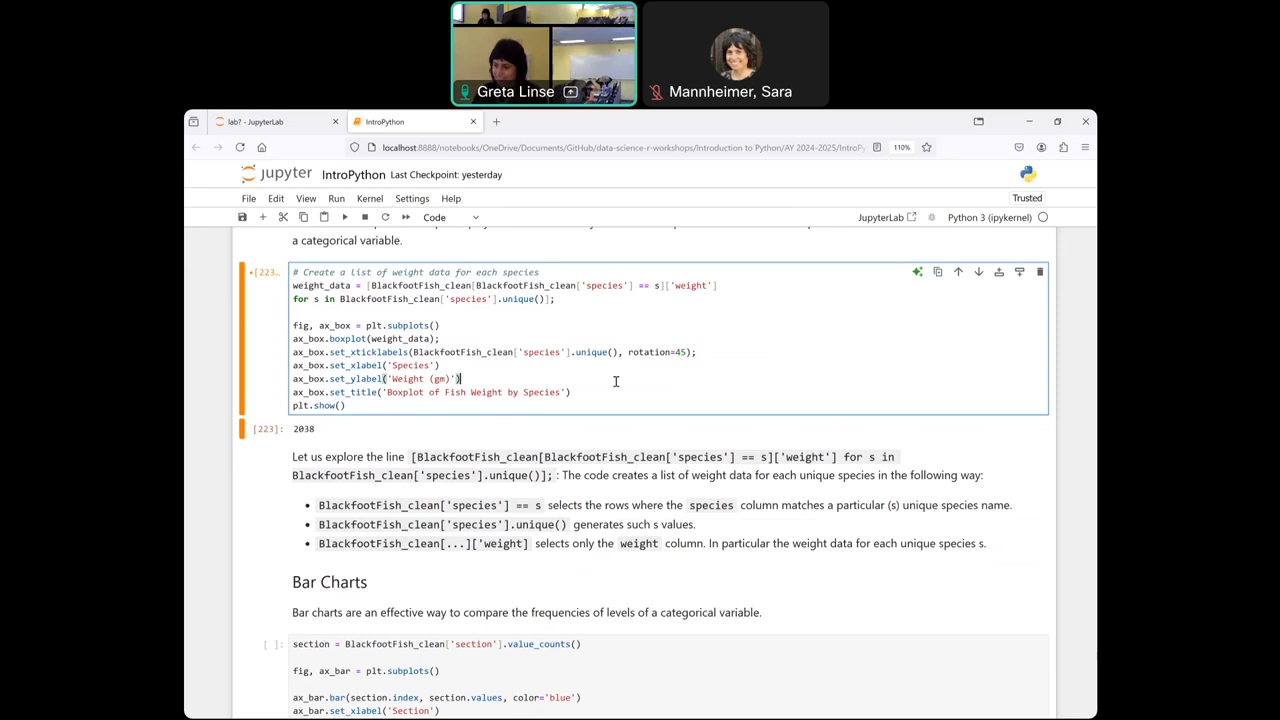 Greta Linse
Mannheimer, Sara
lab? - JupyterLab
IntroPython
localhost:8888/notebooks/OneDrive/Documents/GitHub/data-science-r-workshops/Introduction to Python/AY 2024-2025/IntroPy
110%
jupyter IntroPython Last Checkpoint: yesterday
File Edit View Run Kernel Settings Help
Trusted
Code
JupyterLab
Python 3 (ipykernel)
a categorical variable.
[223…
# Create a list of weight data for each species
weight_data = [BlackfootFish_clean[BlackfootFish_clean['species'] == s]['weight']
for s in BlackfootFish_clean['species'].unique()];
fig, ax_box = plt.subplots()
ax_box.boxplot(weight_data);
ax_box.set_xticklabels(BlackfootFish_clean['species'].unique(), rotation=45);
ax_box.set_xlabel('Species')
ax_box.set_ylabel('Weight (gm)')
ax_box.set_title('Boxplot of Fish Weight by Species')
plt.show()
[223]: 2038
Let us explore the line [BlackfootFish_clean[BlackfootFish_clean['species'] == s]['weight'] for s in
BlackfootFish_clean['species'].unique()]; : The code creates a list of weight data for each unique species in the following way:
• BlackfootFish_clean['species'] == s selects the rows where the species column matches a particular (s) unique species name.
• BlackfootFish_clean['species'].unique() generates such s values.
• BlackfootFish_clean[...]['weight] selects only the weight column. In particular the weight data for each unique species s.
Bar Charts
Bar charts are an effective way to compare the frequencies of levels of a categorical variable.
[ ]:
section = BlackfootFish_clean['section'].value_counts()
fig, ax_bar = plt.subplots()
ax_bar.bar(section.index, section.values, color='blue')
ax_bar.set_xlabel('Section')